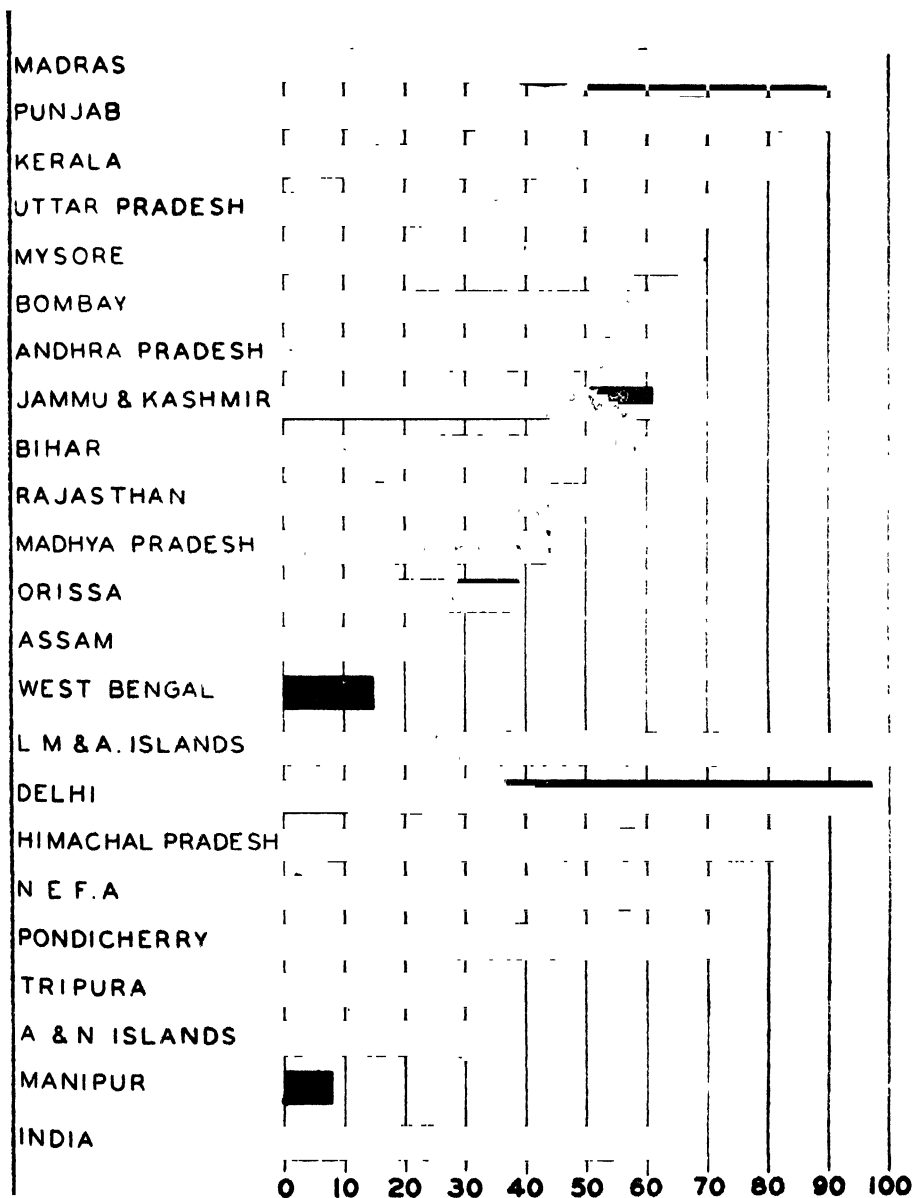 MADRAS
PUNJAB
KERALA
UTTAR PRADESH
MYSORE
BOMBAY
ANDHRA PRADESH
JAMMU & KASHMIR
BIHAR
RAJASTHAN
MADHYA PRADESH
ORISSA
ASSAM
WEST BENGAL
L M & A. ISLANDS
DELHI
HIMACHAL PRADESH
N E F. A
PONDICHERRY
TRIPURA
A & N ISLANDS
MANIPUR
INDIA
0 10 20 30 40 50 60 70 80 90 100